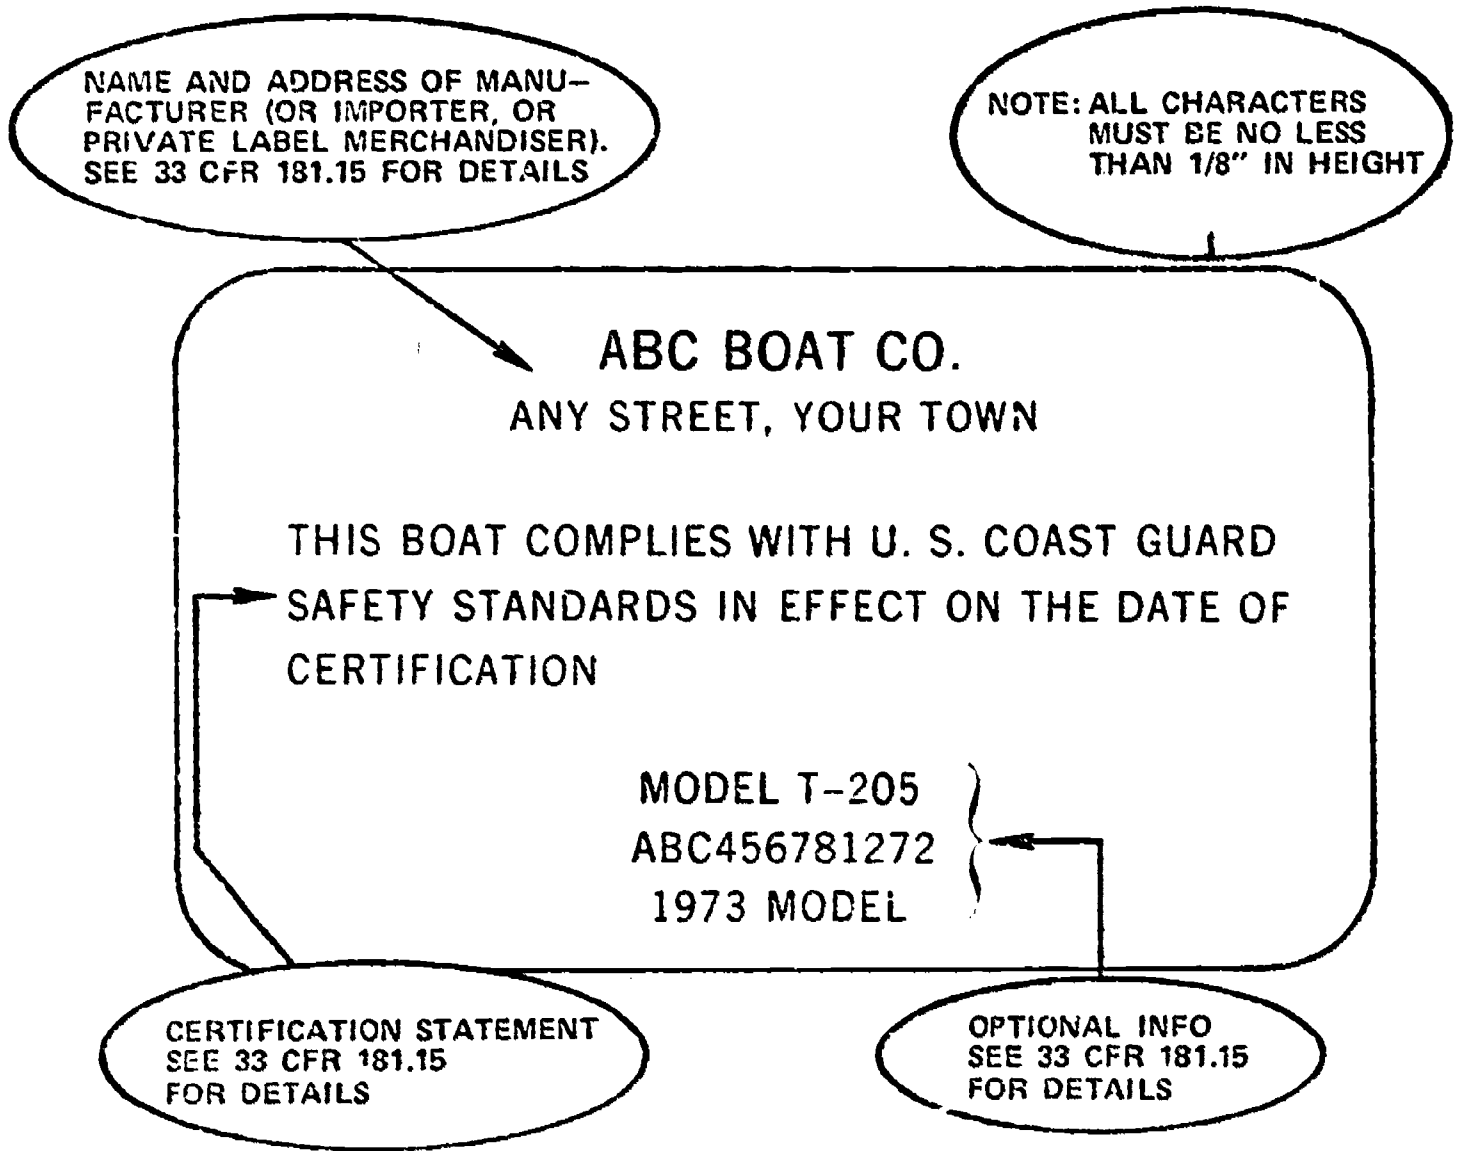 NAME AND ADDRESS OF MANU–
FACTURER (OR IMPORTER, OR
PRIVATE LABEL MERCHANDISER).
SEE 33 CFR 181.15 FOR DETAILS
NOTE: ALL CHARACTERS
MUST BE NO LESS
THAN 1/8" IN HEIGHT
ABC BOAT CO.
ANY STREET, YOUR TOWN
THIS BOAT COMPLIES WITH U. S. COAST GUARD
SAFETY STANDARDS IN EFFECT ON THE DATE OF
CERTIFICATION
MODEL T–205
ABC456781272
1973 MODEL
CERTIFICATION STATEMENT
SEE 33 CFR 181.15
FOR DETAILS
OPTIONAL INFO
SEE 33 CFR 181.15
FOR DETAILS